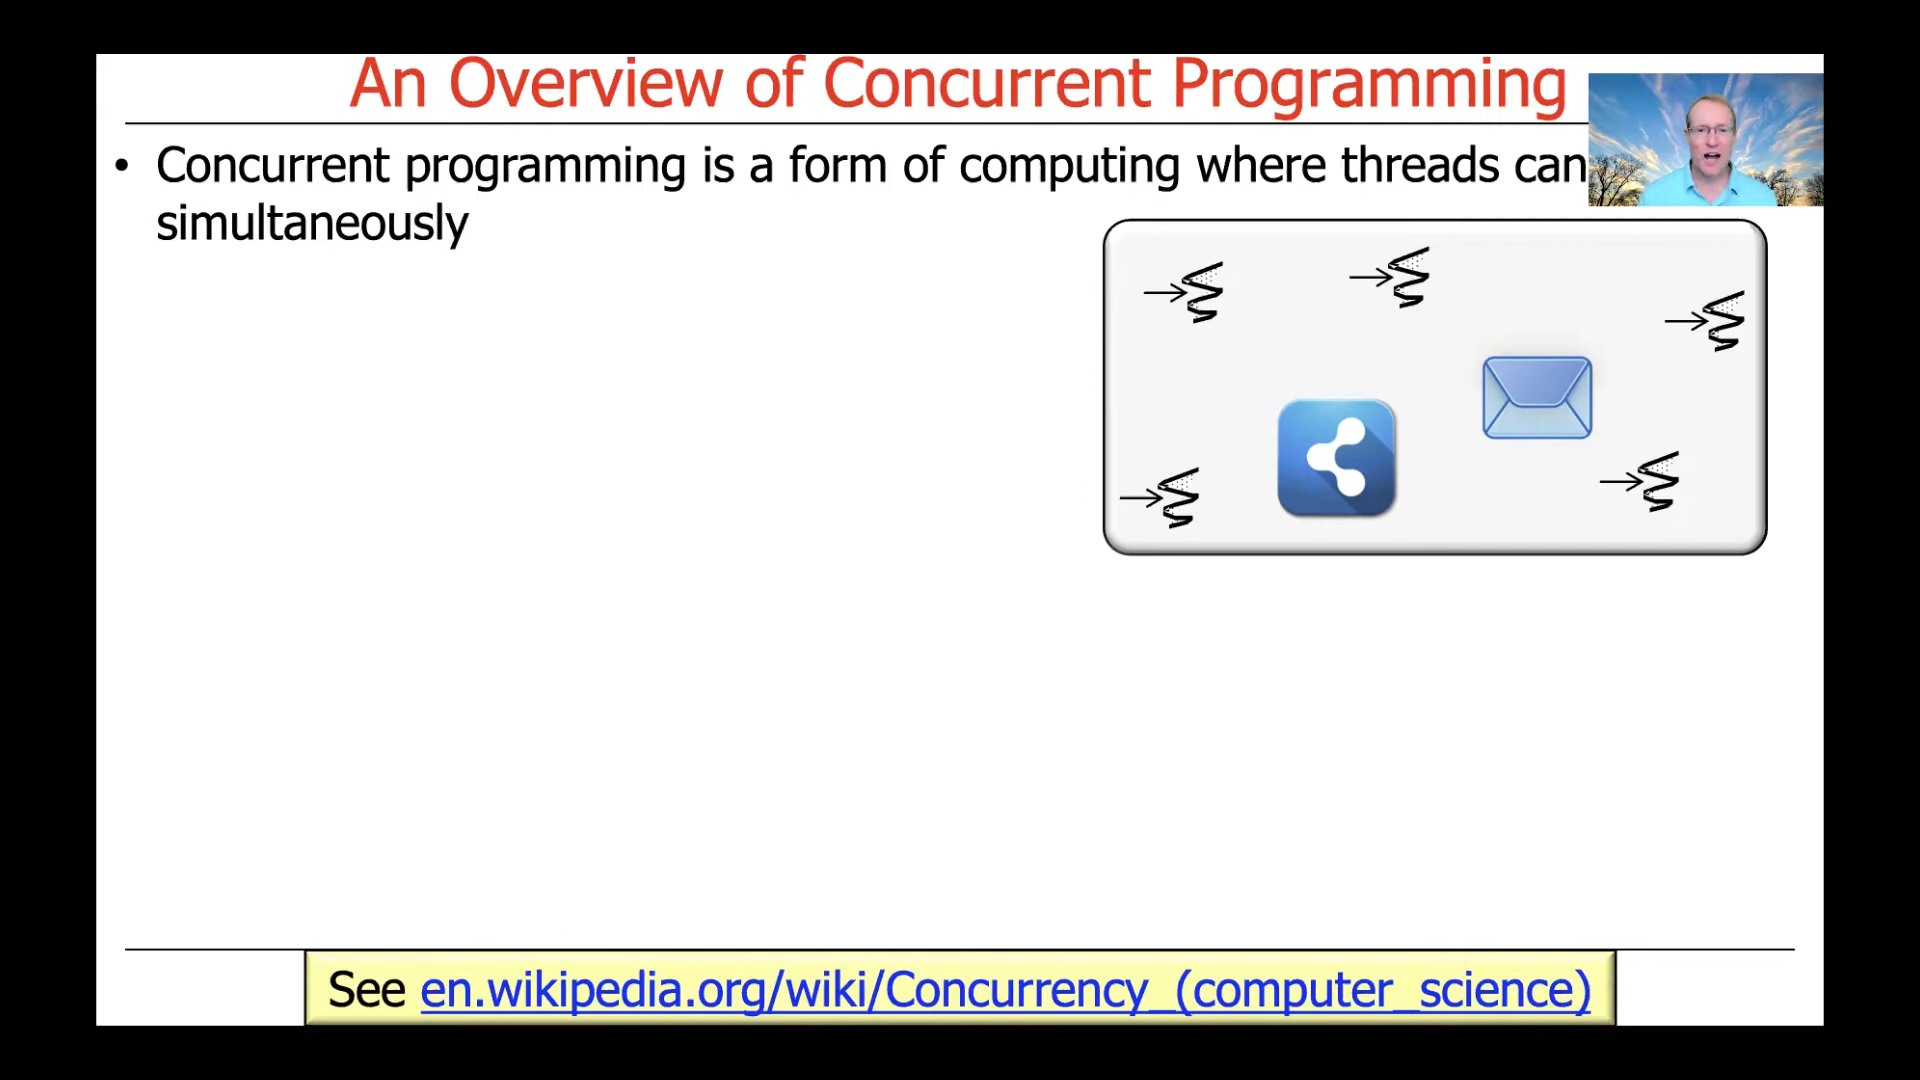 An Overview of Concurrent Programming
• Concurrent programming is a form of computing where threads can
simultaneously
See en.wikipedia.org/wiki/Concurrency_(computer_science)